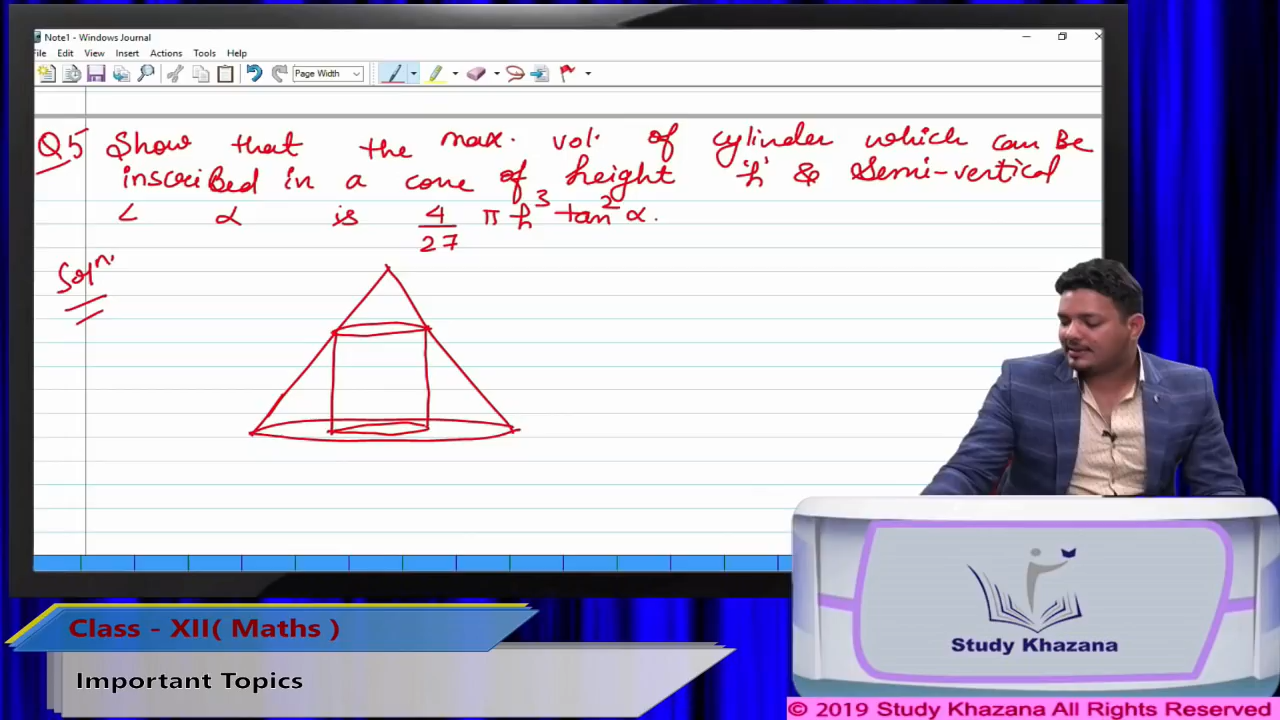 Note1 - Windows Journal
File Edit View Insert Actions Tools Help
Page Width
Q5 Show that the max. vol. of cylinder which can be
inscribed in a cone of height 'h' & semi-vertical
< α is 4/27 π h³ tan² α.
Solⁿ.
Class - XII( Maths )
Important Topics
Study Khazana
© 2019 Study Khazana All Rights Reserved